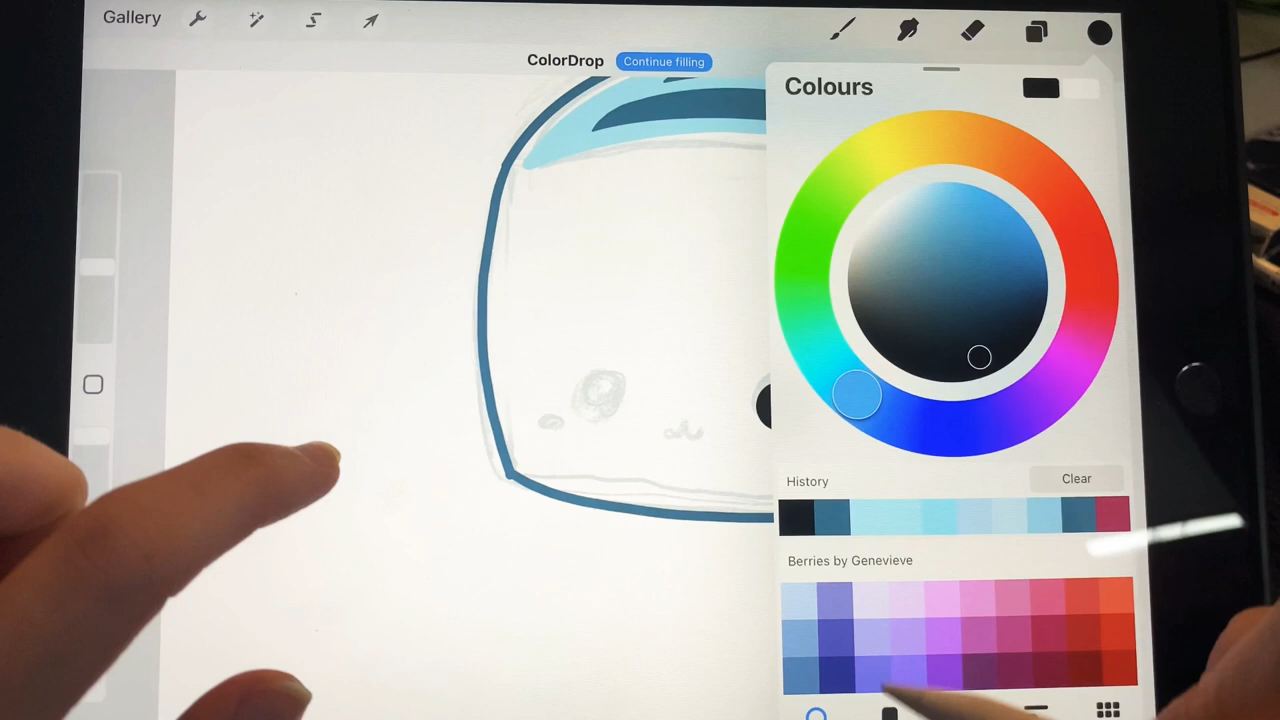 Gallery
ColorDrop Continue filling
Colours
History Clear
Berries by Genevieve